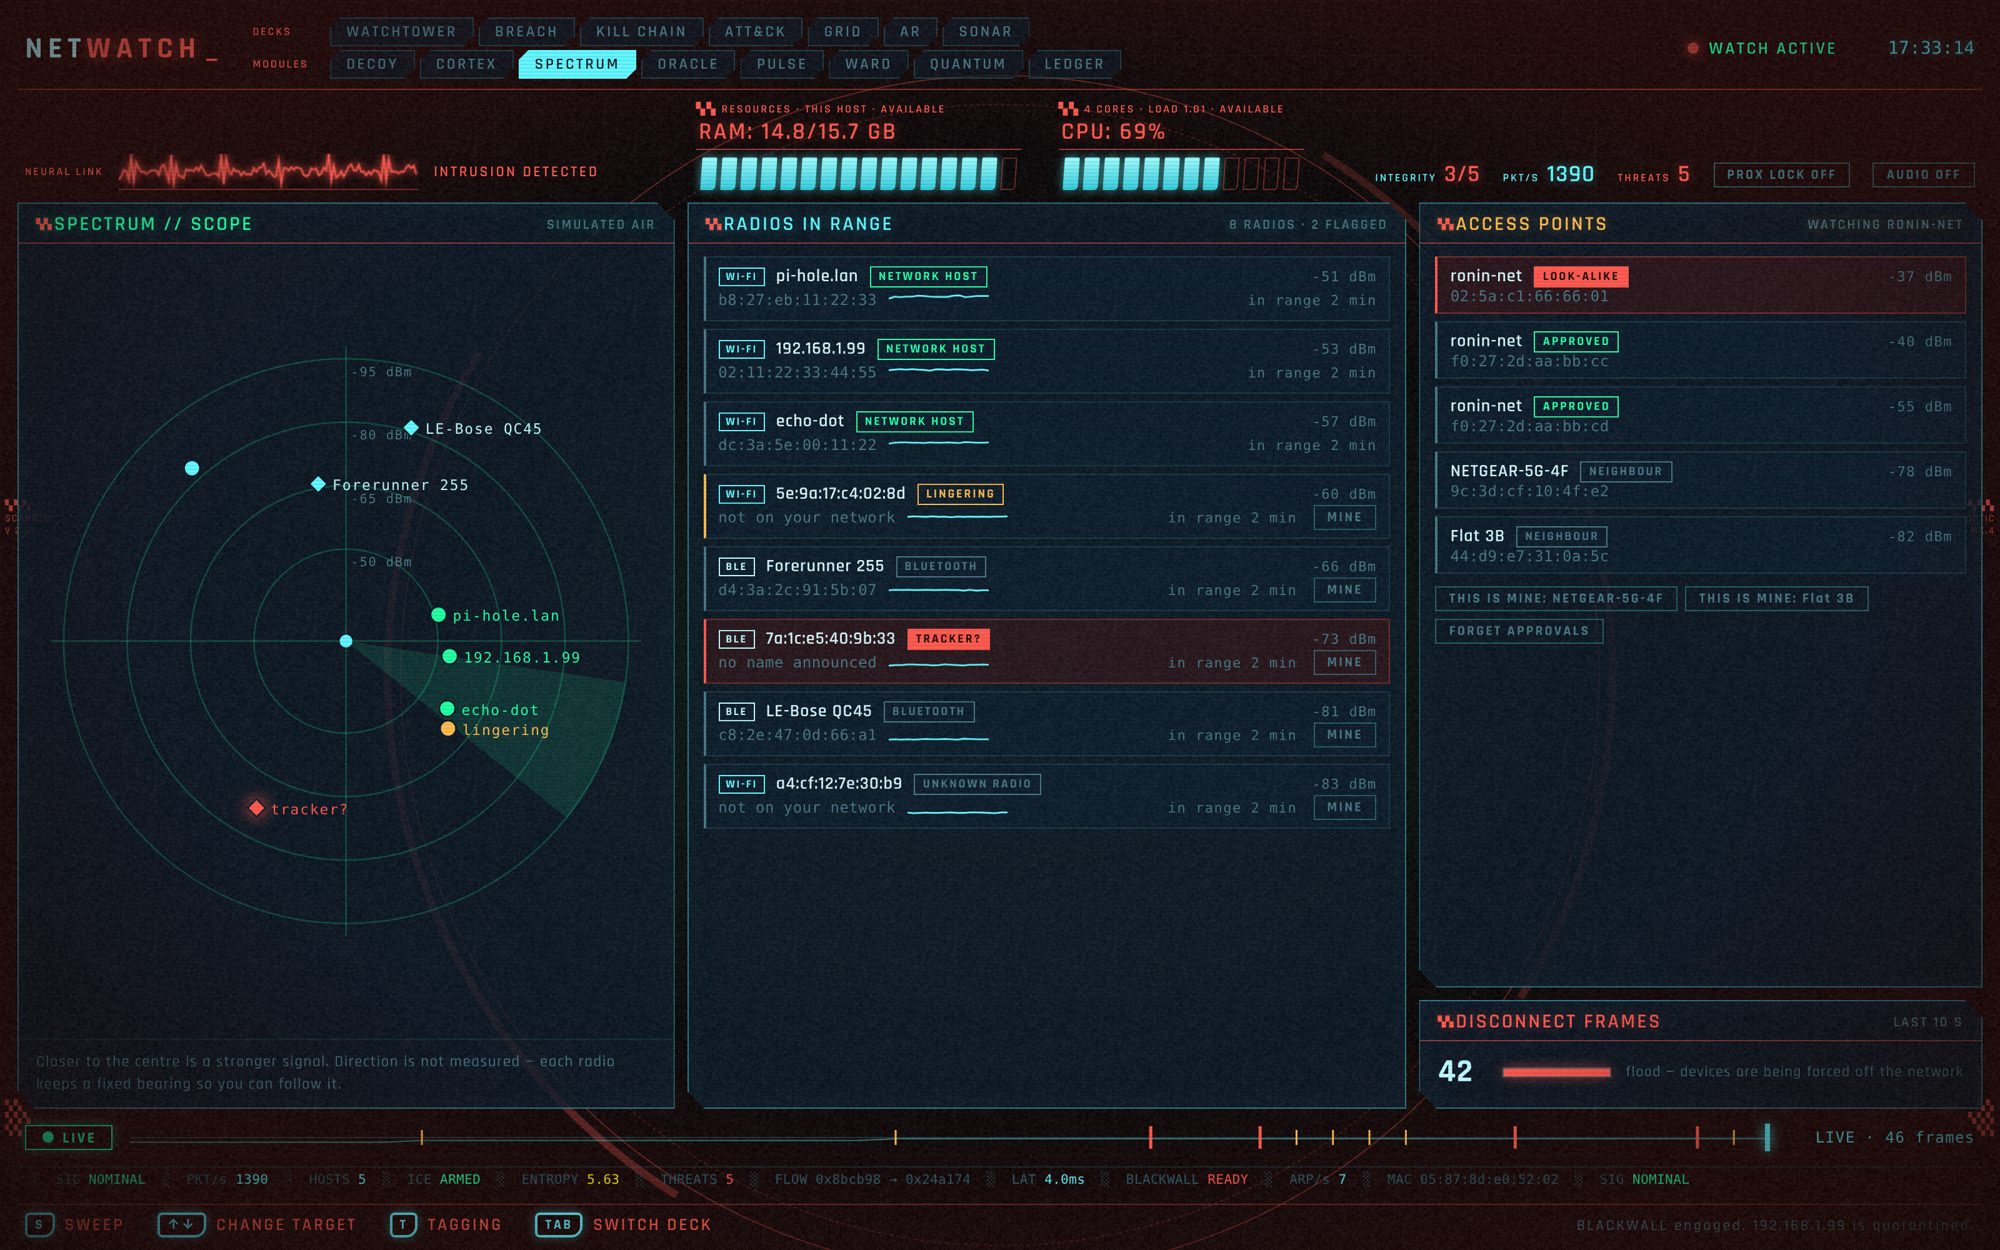 NETWATCH_
DECKS
WATCHTOWER BREACH KILL CHAIN ATT&CK GRID AR SONAR
MODULES
DECOY CORTEX SPECTRUM ORACLE PULSE WARD QUANTUM LEDGER
WATCH ACTIVE 17:33:14
NEURAL LINK INTRUSION DETECTED
RESOURCES · THIS HOST · AVAILABLE
RAM: 14.8/15.7 GB
4 CORES · LOAD 1.01 · AVAILABLE
CPU: 69%
INTEGRITY 3/5 PKT/S 1390 THREATS 5 PROX LOCK OFF AUDIO OFF
SPECTRUM // SCOPE SIMULATED AIR
-95 dBm
LE-Bose QC45
-80 dBm
Forerunner 255
-65 dBm
-50 dBm
pi-hole.lan
192.168.1.99
echo-dot
lingering
tracker?
Closer to the centre is a stronger signal. Direction is not measured — each radio
keeps a fixed bearing so you can follow it.
RADIOS IN RANGE 8 RADIOS · 2 FLAGGED
WI-FI pi-hole.lan NETWORK HOST -51 dBm
b8:27:eb:11:22:33 in range 2 min
WI-FI 192.168.1.99 NETWORK HOST -53 dBm
02:11:22:33:44:55 in range 2 min
WI-FI echo-dot NETWORK HOST -57 dBm
dc:3a:5e:00:11:22 in range 2 min
WI-FI 5e:9a:17:c4:02:8d LINGERING -60 dBm
not on your network in range 2 min MINE
BLE Forerunner 255 BLUETOOTH -66 dBm
d4:3a:2c:91:5b:07 in range 2 min MINE
BLE 7a:1c:e5:40:9b:33 TRACKER? -73 dBm
no name announced in range 2 min MINE
BLE LE-Bose QC45 BLUETOOTH -81 dBm
c8:2e:47:0d:66:a1 in range 2 min MINE
WI-FI a4:cf:12:7e:30:b9 UNKNOWN RADIO -83 dBm
not on your network in range 2 min MINE
ACCESS POINTS WATCHING RONIN-NET
ronin-net LOOK-ALIKE -37 dBm
02:5a:c1:66:66:01
ronin-net APPROVED -40 dBm
f0:27:2d:aa:bb:cc
ronin-net APPROVED -55 dBm
f0:27:2d:aa:bb:cd
NETGEAR-5G-4F NEIGHBOUR -78 dBm
9c:3d:cf:10:4f:e2
Flat 3B NEIGHBOUR -82 dBm
44:d9:e7:31:0a:5c
THIS IS MINE: NETGEAR-5G-4F THIS IS MINE: Flat 3B
FORGET APPROVALS
DISCONNECT FRAMES LAST 10 S
42 flood — devices are being forced off the network
LIVE LIVE · 46 frames
SIG NOMINAL PKT/s 1390 HOSTS 5 ICE ARMED ENTROPY 5.63 THREATS 5 FLOW 0x8bcb98 → 0x24a174 LAT 4.0ms BLACKWALL READY ARP/s 7 MAC 05:87:8d:e0:52:02 SIG NOMINAL
S SWEEP ↑↓ CHANGE TARGET T TAGGING TAB SWITCH DECK
BLACKWALL engaged. 192.168.1.99 is quarantined.